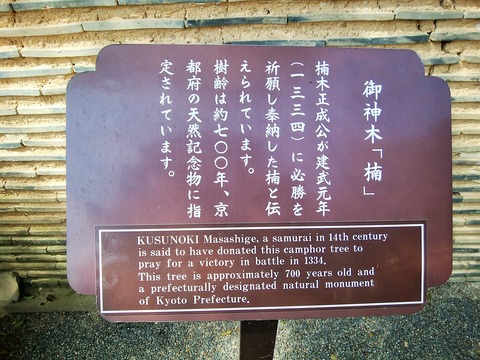 御神木「楠」
楠木正成公が建武元年
（一三三四）に必勝を
祈願し奉納した楠と伝
えられています。
樹齢は約七〇〇年、京
都府の天然記念物に指
定されています。
KUSUNOKI Masashige, a samurai in 14th century
is said to have donated this camphor tree to
pray for a victory in battle in 1334.
This tree is approximately 700 years old and
a prefecturally designated natural monument
of Kyoto Prefecture.